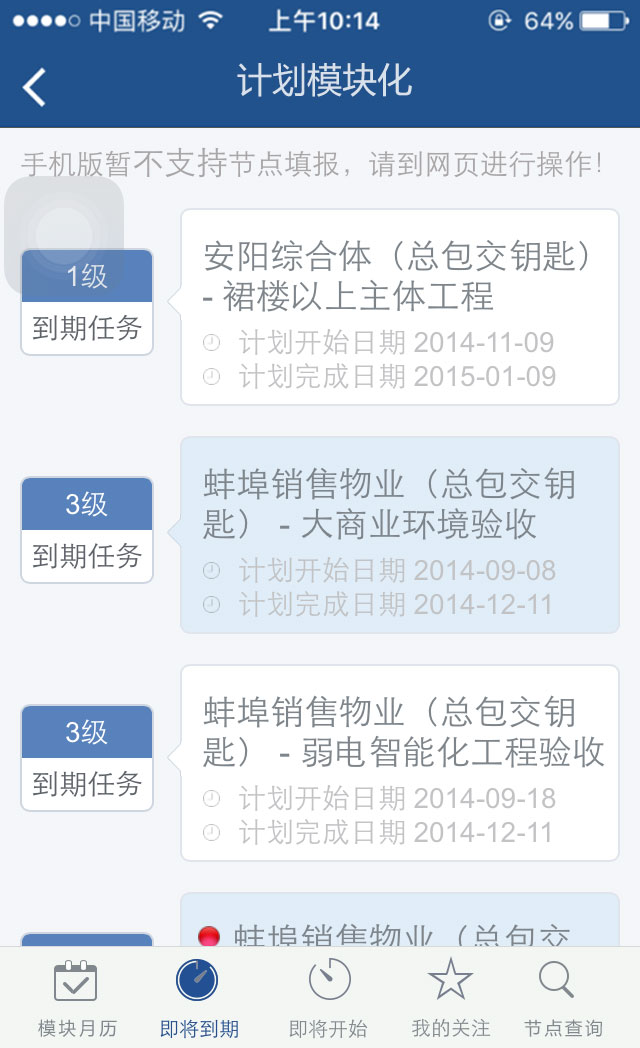 中国移动 上午10:14 64%
计划模块化
手机版暂不支持节点填报，请到网页进行操作！
1级
到期任务
安阳综合体（总包交钥匙）
- 裙楼以上主体工程
计划开始日期 2014-11-09
计划完成日期 2015-01-09
3级
到期任务
蚌埠销售物业（总包交钥
匙） - 大商业环境验收
计划开始日期 2014-09-08
计划完成日期 2014-12-11
3级
到期任务
蚌埠销售物业（总包交钥
匙） - 弱电智能化工程验收
计划开始日期 2014-09-18
计划完成日期 2014-12-11
蚌埠销售物业（总包交
模块月历 即将到期 即将开始 我的关注 节点查询